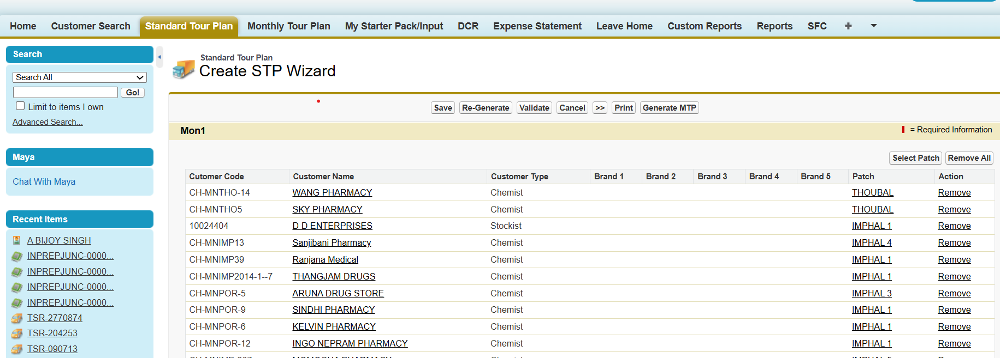 Home Customer Search Standard Tour Plan Monthly Tour Plan My Starter Pack/Input DCR Expense Statement Leave Home Custom Reports Reports SFC +
Search
Search All
Go!
Limit to items I own
Advanced Search...
Maya
Chat With Maya
Recent Items
A BIJOY SINGH
INPREPJUNC-0000...
INPREPJUNC-0000...
INPREPJUNC-0000...
INPREPJUNC-0000...
TSR-2770874
TSR-204253
TSR-090713
Standard Tour Plan
Create STP Wizard
Save Re-Generate Validate Cancel >> Print Generate MTP
Mon1 = Required Information
Select Patch Remove All
Cutomer Code Customer Name Customer Type Brand 1 Brand 2 Brand 3 Brand 4 Brand 5 Patch Action
CH-MNTHO-14 WANG PHARMACY Chemist THOUBAL Remove
CH-MNTHO5 SKY PHARMACY Chemist THOUBAL Remove
10024404 D D ENTERPRISES Stockist IMPHAL 1 Remove
CH-MNIMP13 Sanjibani Pharmacy Chemist IMPHAL 4 Remove
CH-MNIMP39 Ranjana Medical Chemist IMPHAL 1 Remove
CH-MNIMP2014-1--7 THANGJAM DRUGS Chemist IMPHAL 1 Remove
CH-MNPOR-5 ARUNA DRUG STORE Chemist IMPHAL 3 Remove
CH-MNPOR-9 SINDHI PHARMACY Chemist IMPHAL 1 Remove
CH-MNPOR-6 KELVIN PHARMACY Chemist IMPHAL 1 Remove
CH-MNPOR-12 INGO NEPRAM PHARMACY Chemist IMPHAL 1 Remove